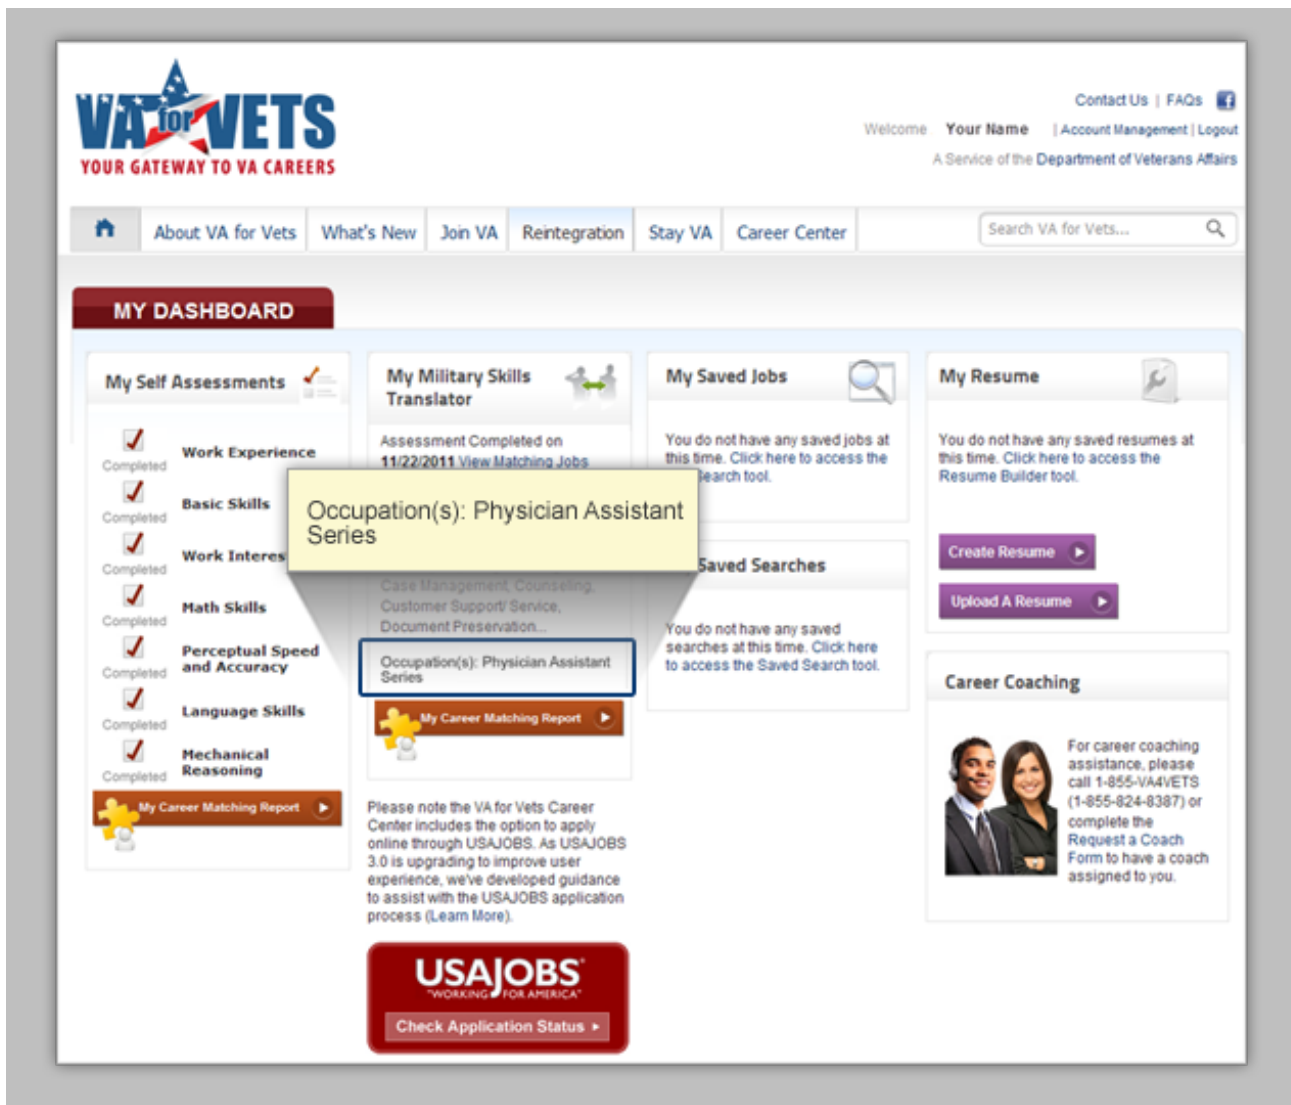 VA for VETS
YOUR GATEWAY TO VA CAREERS
Contact Us | FAQs
Welcome Your Name | Account Management | Logout
A Service of the Department of Veterans Affairs
About VA for Vets
What's New
Join VA
Reintegration
Stay VA
Career Center
Search VA for Vets...
MY DASHBOARD
My Self Assessments
Completed
Work Experience
Completed
Basic Skills
Completed
Work Interes
Completed
Math Skills
Completed
Perceptual Speed
and Accuracy
Completed
Language Skills
Completed
Mechanical
Reasoning
My Career Matching Report
My Military Skills
Translator
Assessment Completed on
11/22/2011 View Matching Jobs
Occupation(s): Physician Assistant
Series
Case Management, Counseling,
Customer Support/ Service,
Document Preservation...
Occupation(s): Physician Assistant
Series
My Career Matching Report
Please note the VA for Vets Career
Center includes the option to apply
online through USAJOBS. As USAJOBS
3.0 is upgrading to improve user
experience, we've developed guidance
to assist with the USAJOBS application
process (Learn More).
USAJOBS
"WORKING FOR AMERICA"
Check Application Status
My Saved Jobs
You do not have any saved jobs at
this time. Click here to access the
earch tool.
Saved Searches
You do not have any saved
searches at this time. Click here
to access the Saved Search tool.
My Resume
You do not have any saved resumes at
this time. Click here to access the
Resume Builder tool.
Create Resume
Upload A Resume
Career Coaching
For career coaching
assistance, please
call 1-855-VA4VETS
(1-855-824-8387) or
complete the
Request a Coach
Form to have a coach
assigned to you.